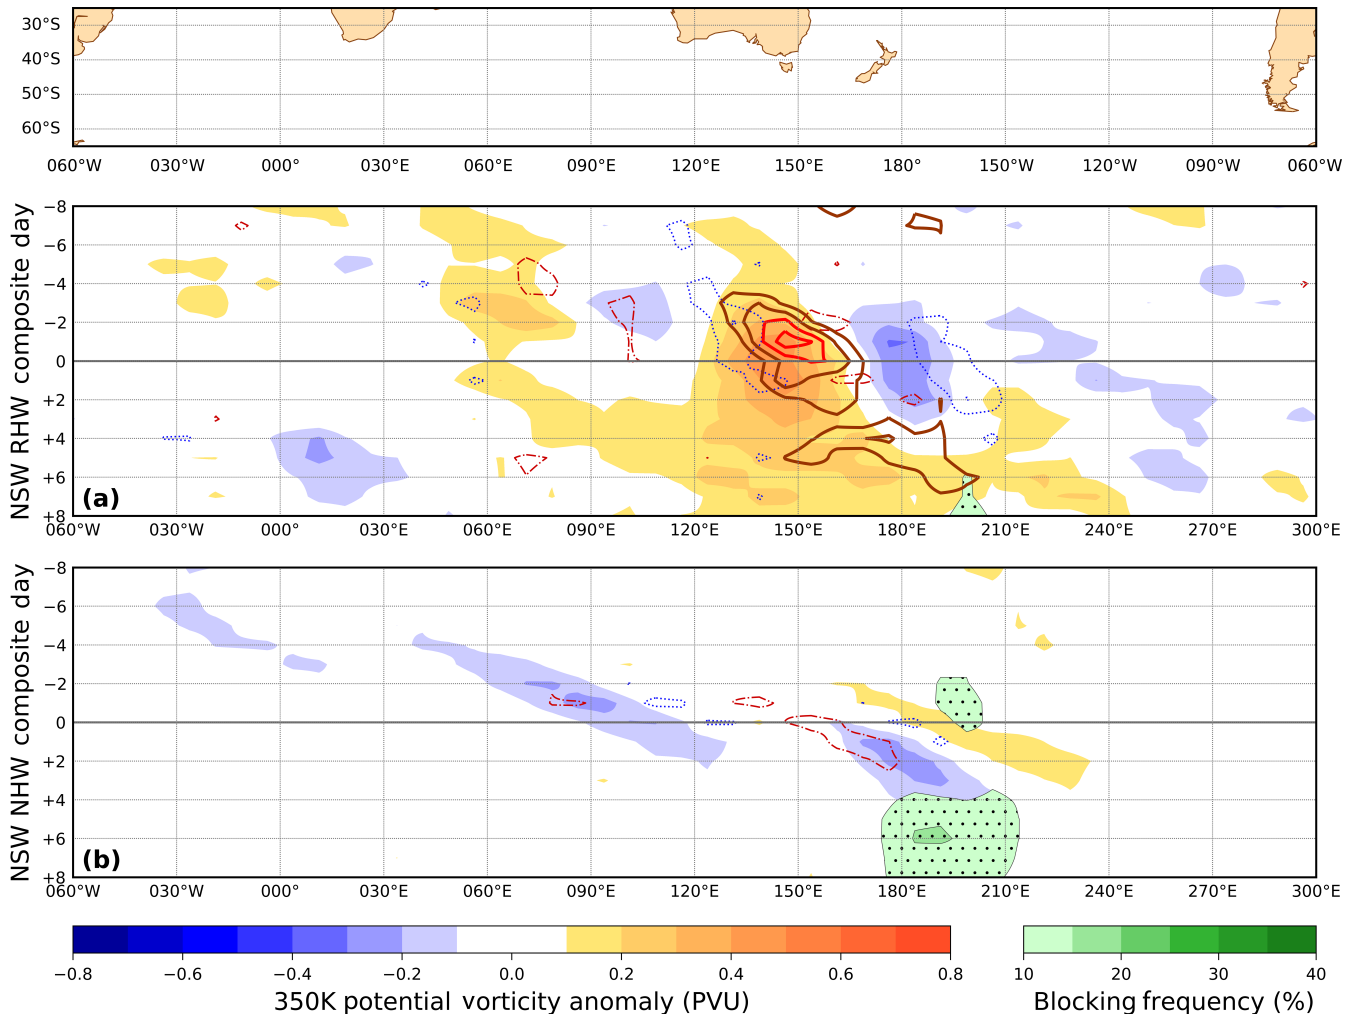 30°S
40°S
50°S
60°S
060°W 030°W 000° 030°E 060°E 090°E 120°E 150°E 180° 150°W 120°W 090°W 060°W
NSW RHW composite day
−8
−6
−4
−2
0
+2
+4
+6
+8
(a)
060°W 030°W 000° 030°E 060°E 090°E 120°E 150°E 180°E 210°E 240°E 270°E 300°E
NSW NHW composite day
−8
−6
−4
−2
0
+2
+4
+6
+8
(b)
060°W 030°W 000° 030°E 060°E 090°E 120°E 150°E 180°E 210°E 240°E 270°E 300°E
−0.8 −0.6 −0.4 −0.2 0.0 0.2 0.4 0.6 0.8
350K potential vorticity anomaly (PVU)
10 20 30 40
Blocking frequency (%)